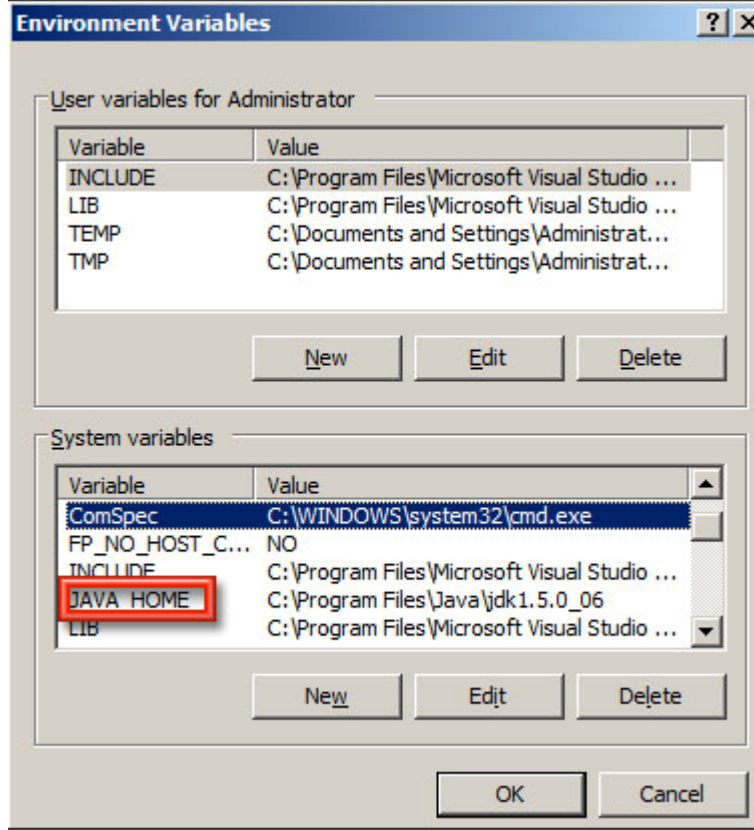 Environment Variables
User variables for Administrator
Variable Value
INCLUDE C:\Program Files\Microsoft Visual Studio ...
LIB C:\Program Files\Microsoft Visual Studio ...
TEMP C:\Documents and Settings\Administrat...
TMP C:\Documents and Settings\Administrat...
New Edit Delete
System variables
Variable Value
ComSpec C:\WINDOWS\system32\cmd.exe
FP_NO_HOST_C... NO
INCLUDE C:\Program Files\Microsoft Visual Studio ...
JAVA_HOME C:\Program Files\Java\jdk1.5.0_06
LIB C:\Program Files\Microsoft Visual Studio ...
New Edit Delete
OK Cancel